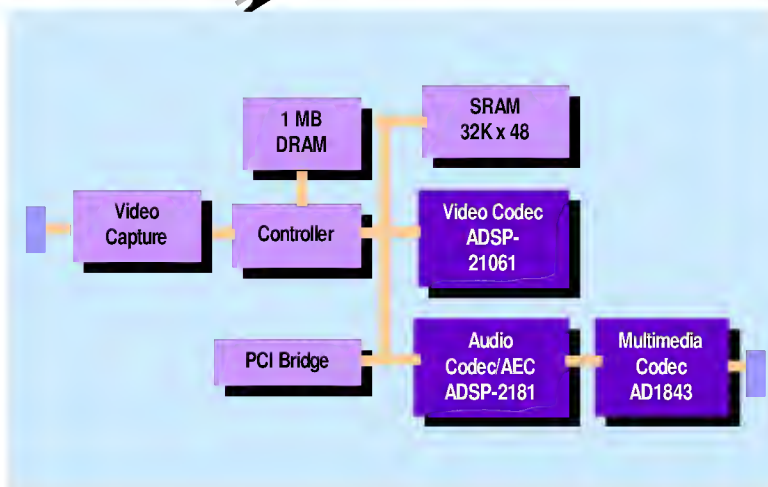 1 MB
DRAM
SRAM
32K x 48
Video
Capture
Controller
Video Codec
ADSP-
21061
PCI Bridge
Audio
Codec/AEC
ADSP-2181
Multimedia
Codec
AD1843